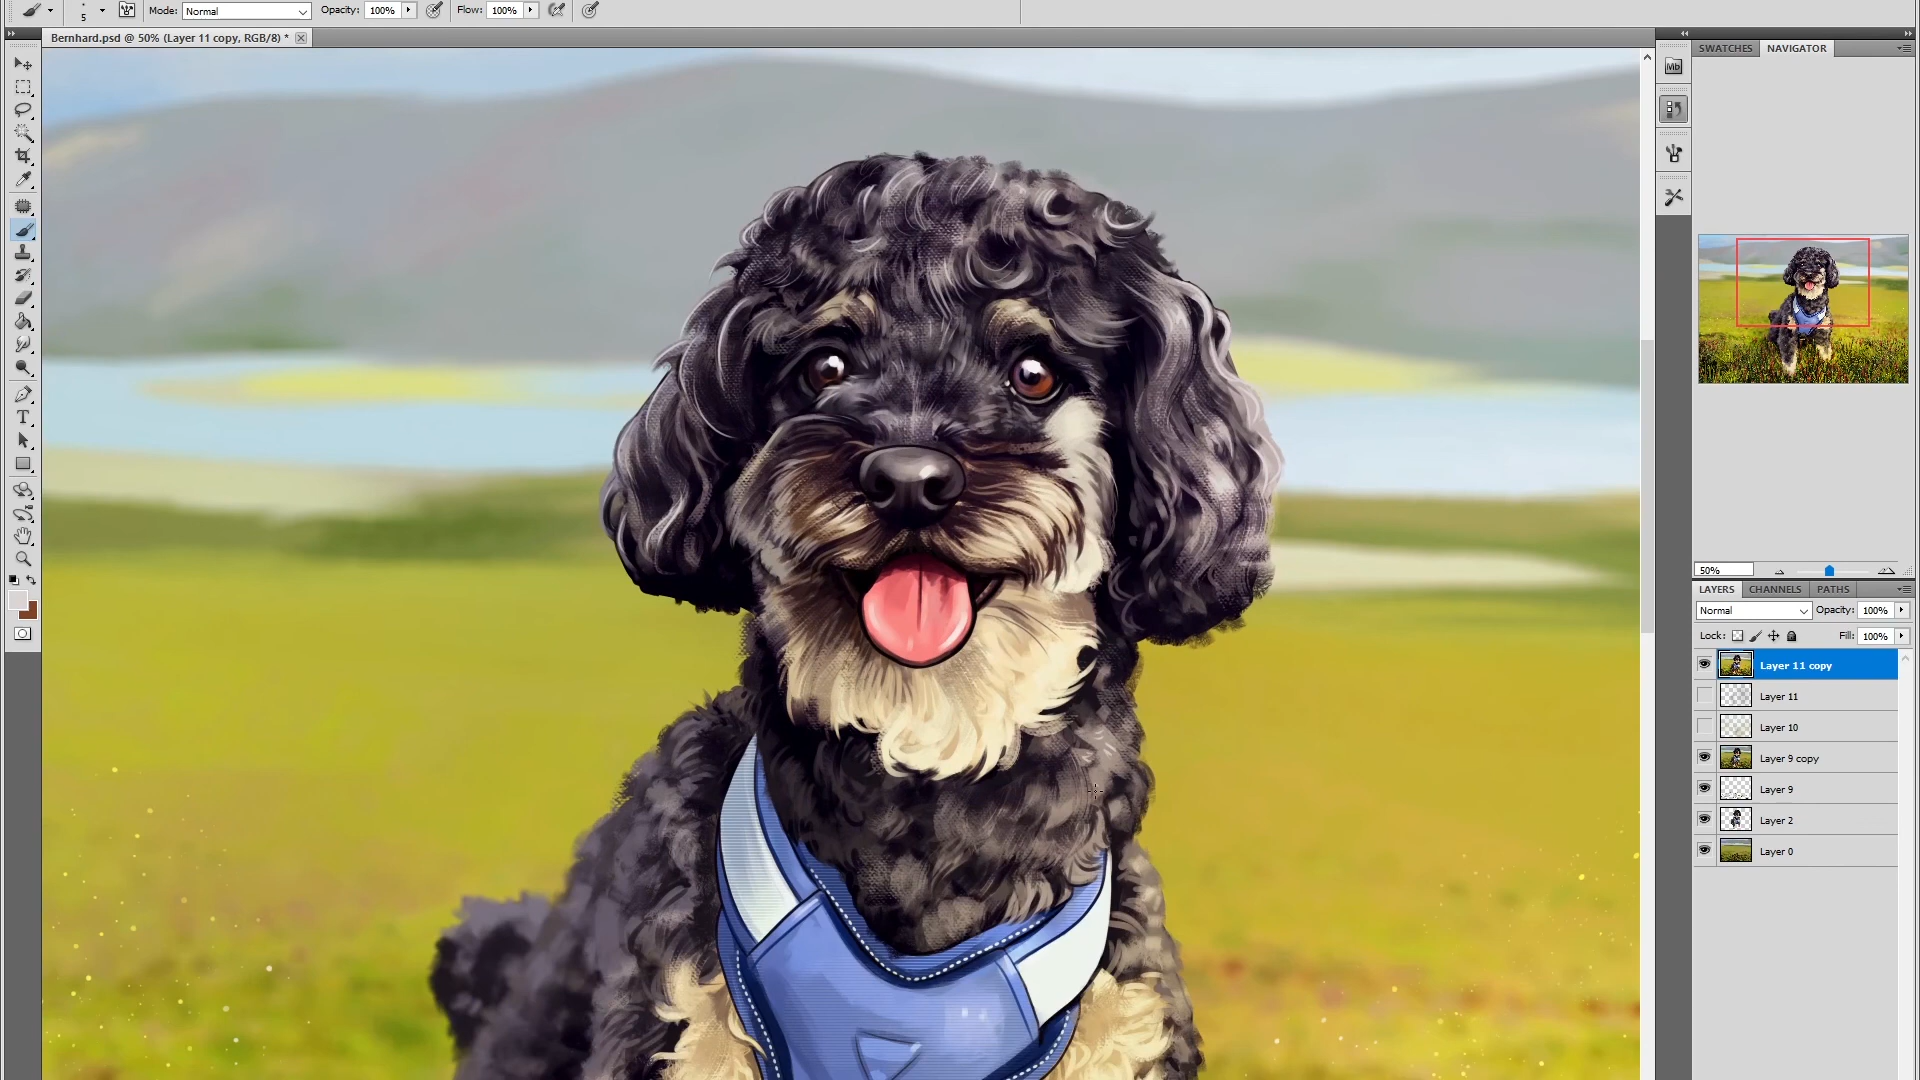 5
Mode: Normal
Opacity: 100%
Flow: 100%
Bernhard.psd @ 50% (Layer 11 copy, RGB/8) *
SWATCHES NAVIGATOR
Mb
T
50%
LAYERS CHANNELS PATHS
Normal
Opacity: 100%
Lock:
Fill: 100%
Layer 11 copy
Layer 11
Layer 10
Layer 9 copy
Layer 9
Layer 2
Layer 0